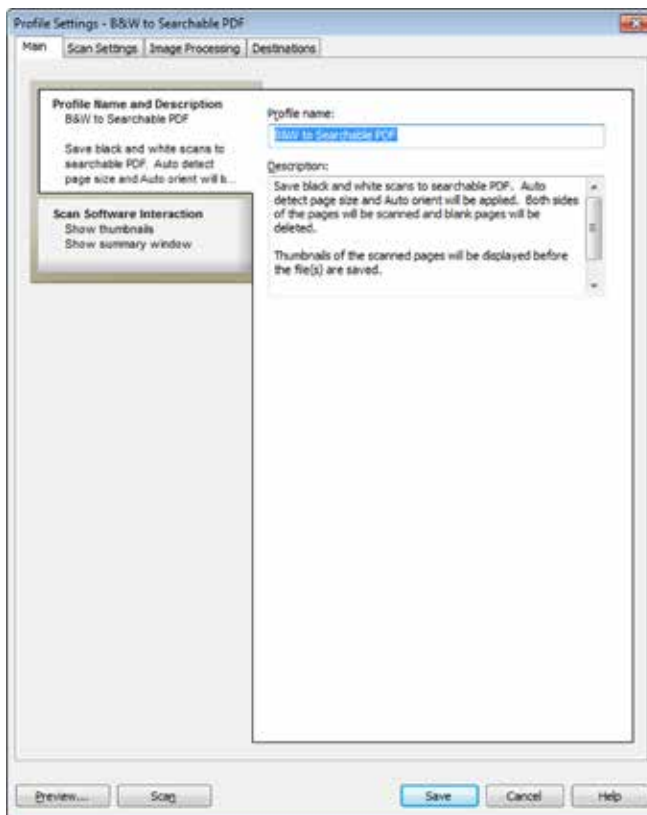 Profile Settings - B&W to Searchable PDF
Main Scan Settings Image Processing Destinations
Profile Name and Description
B&W to Searchable PDF
Save black and white scans to
searchable PDF. Auto detect
page size and Auto orient will b...
Scan Software Interaction
Show thumbnails
Show summary window
Profile name:
B&W to Searchable PDF
Description:
Save black and white scans to searchable PDF. Auto
detect page size and Auto orient will be applied. Both sides
of the pages will be scanned and blank pages will be
deleted.
Thumbnails of the scanned pages will be displayed before
the file(s) are saved.
Preview... Scan Save Cancel Help